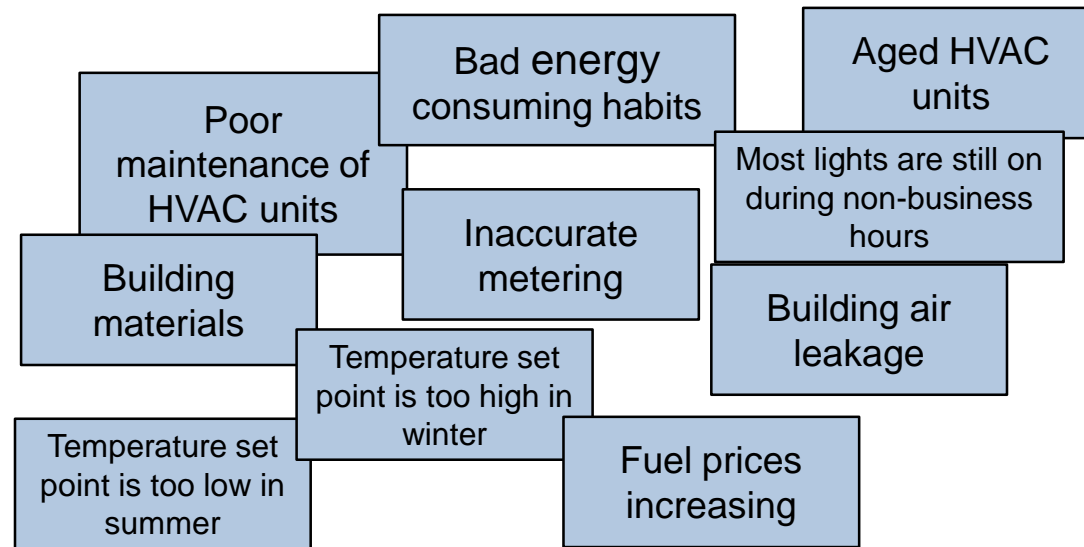 Bad energy
consuming habits
Aged HVAC
units
Poor
maintenance of
HVAC units
Most lights are still on
during non-business
hours
Inaccurate
metering
Building
materials
Building air
leakage
Temperature set
point is too high in
winter
Temperature set
point is too low in
summer
Fuel prices
increasing